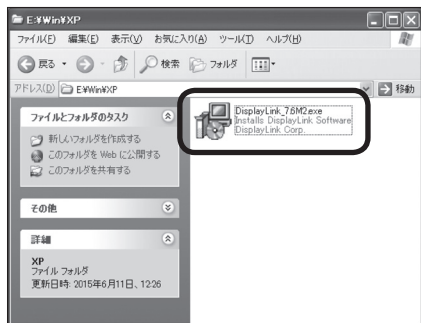 E:¥Win¥XP
ファイル(F) 編集(E) 表示(V) お気に入り(A) ツール(T) ヘルプ(H)
戻る 検索 フォルダ
アドレス(D) E:¥Win¥XP 移動
ファイルとフォルダのタスク
新しいフォルダを作成する
このフォルダを Web に公開する
このフォルダを共有する
その他
詳細
XP
ファイル フォルダ
更新日時: 2015年6月11日、12:26
DisplayLink_7.6M2.exe
Installs DisplayLink Software
DisplayLink Corp.